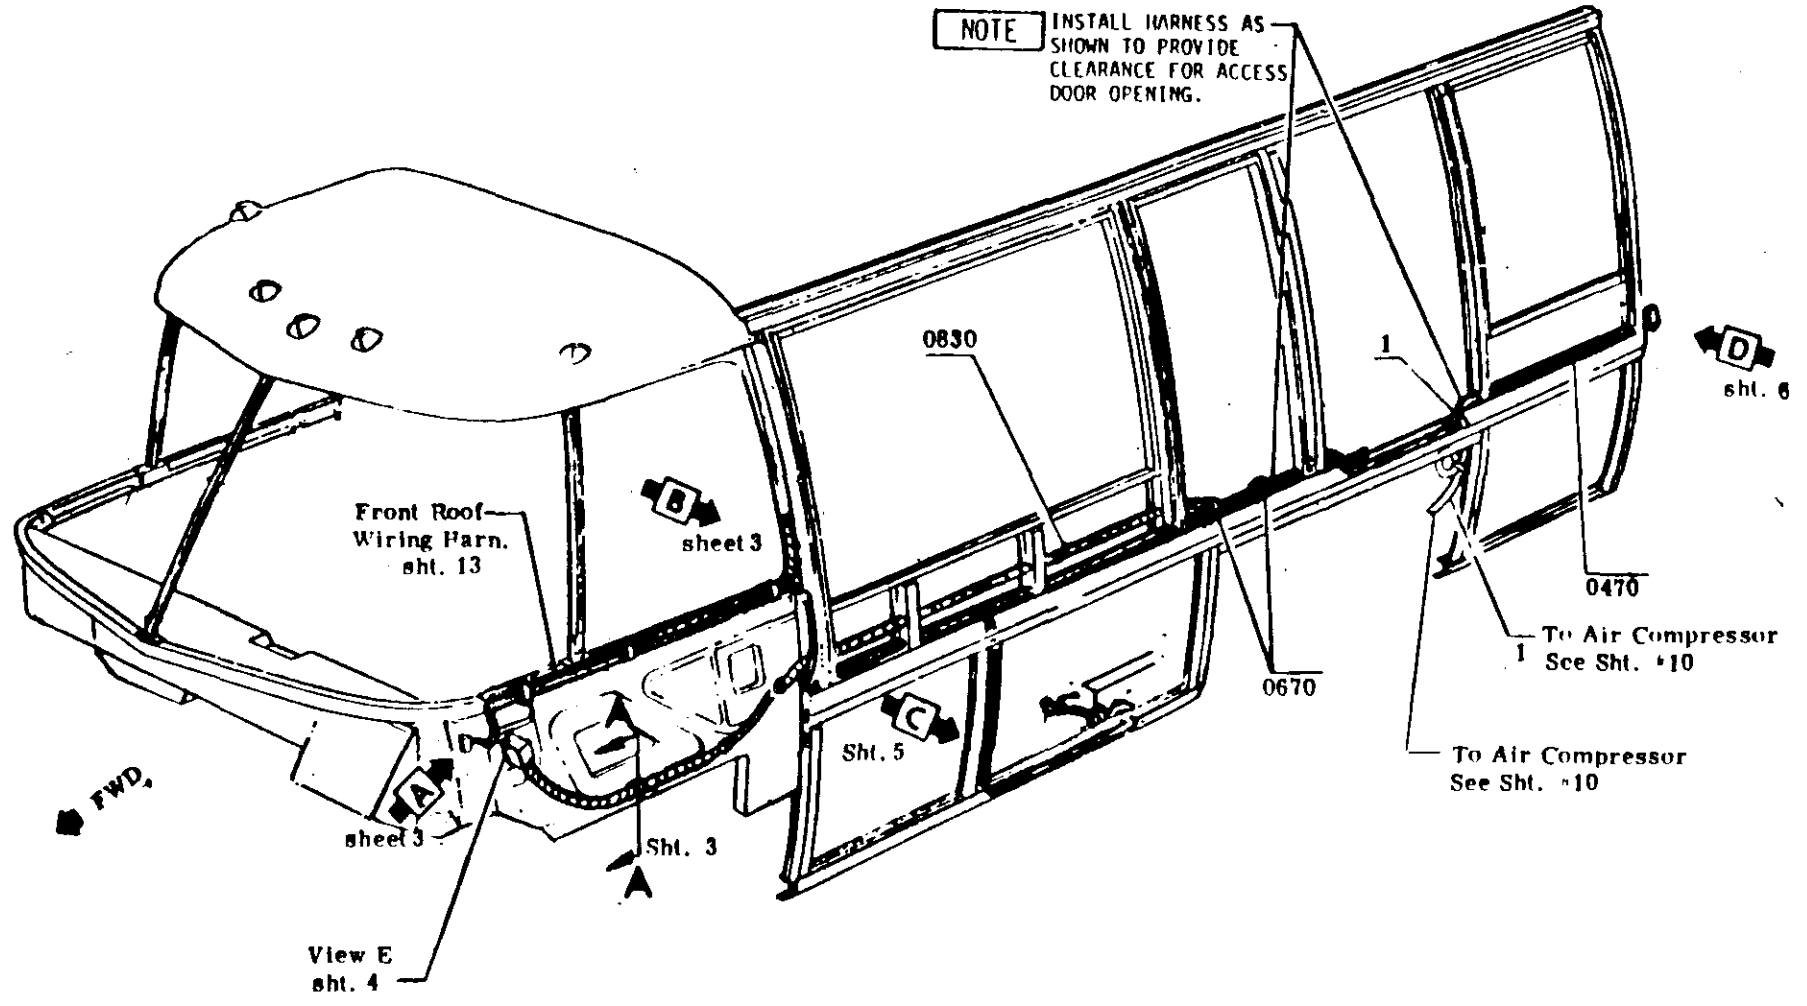 NOTE
INSTALL HARNESS AS
SHOWN TO PROVIDE
CLEARANCE FOR ACCESS
DOOR OPENING.
0830
1
D
sht. 6
B
sheet 3
Front Roof
Wiring Harn.
sht. 13
0470
1
To Air Compressor
See Sht. #10
0670
C
Sht. 5
A
To Air Compressor
See Sht. #10
FWD.
A
sheet 3
Sht. 3
A
View E
sht. 4